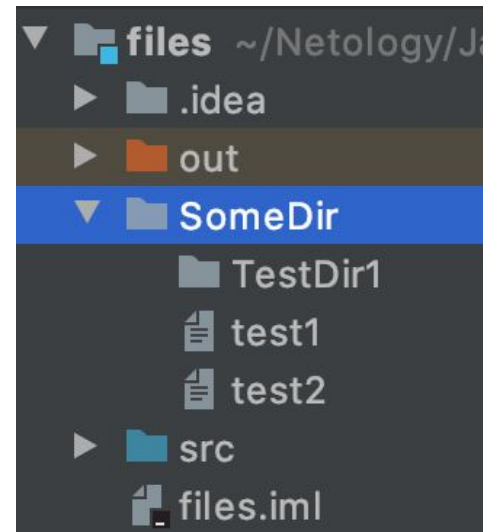 files ~/Netology/Ja
.idea
out
SomeDir
TestDir1
test1
test2
src
files.iml